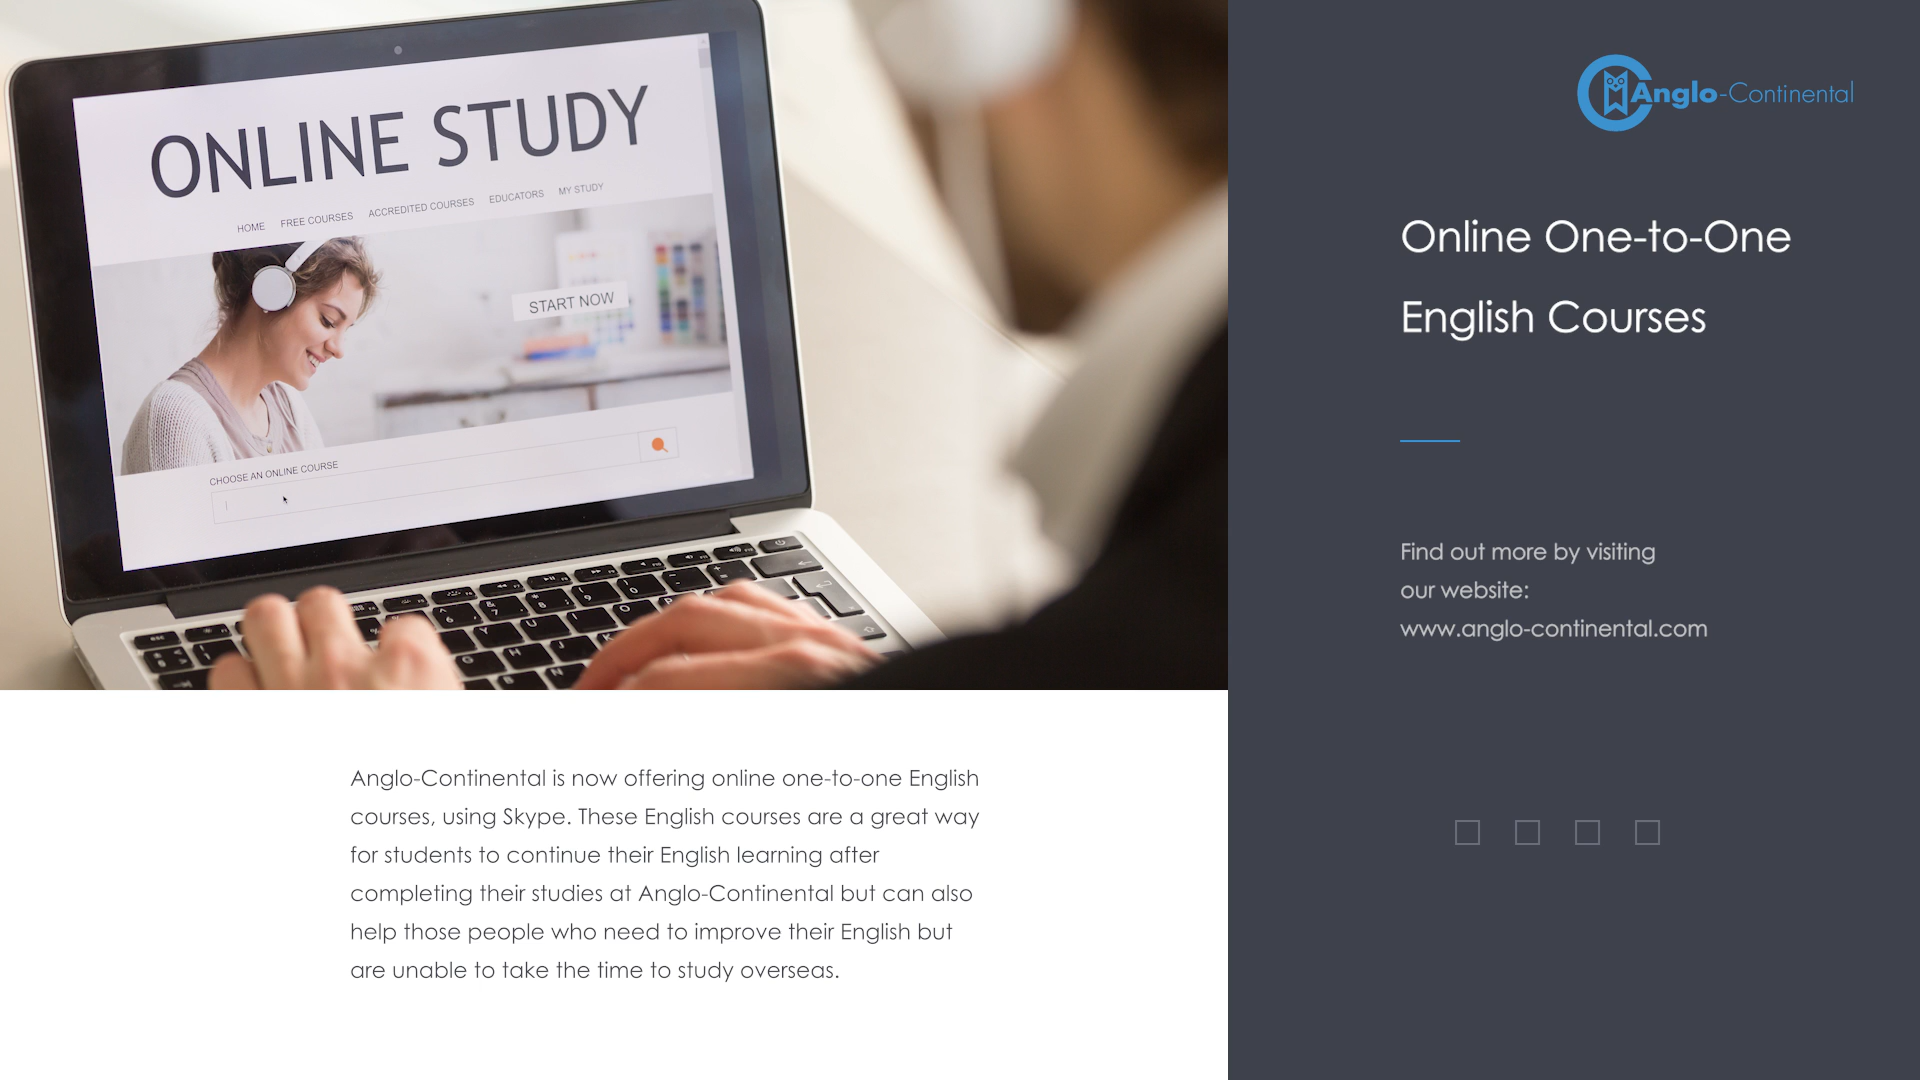 ONLINE STUDY
HOME FREE COURSES ACCREDITED COURSES EDUCATORS MY STUDY
START NOW
CHOOSE AN ONLINE COURSE
Anglo-Continental is now offering online one-to-one English
courses, using Skype. These English courses are a great way
for students to continue their English learning after
completing their studies at Anglo-Continental but can also
help those people who need to improve their English but
are unable to take the time to study overseas.
Anglo-Continental
Online One-to-One
English Courses
Find out more by visiting
our website:
www.anglo-continental.com